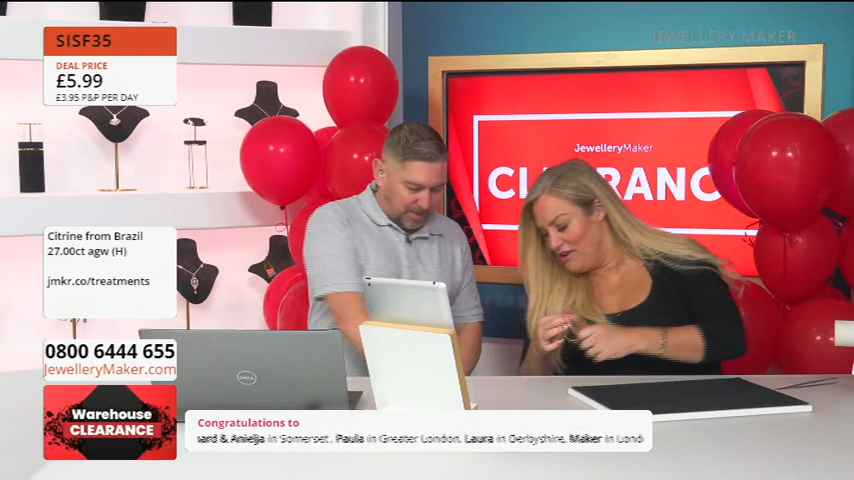 SISF35
DEAL PRICE
£5.99
£3.95 P&P PER DAY
JEWELLERY MAKER
JewelleryMaker
CLEARANC
Citrine from Brazil
27.00ct agw (H)
jmkr.co/treatments
0800 6444 655
JewelleryMaker.com
DELL
Warehouse
CLEARANCE
Congratulations to
in Somerset, Paula in Greater London, Laura in Derbyshire, Maker in Lond